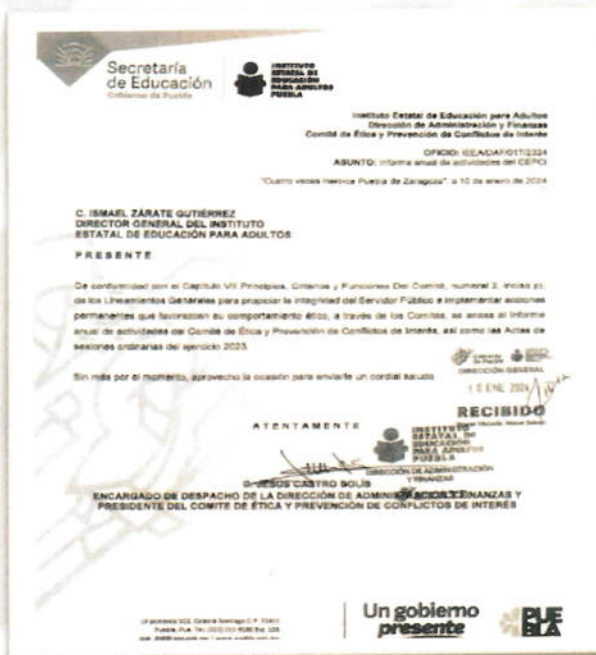 Secretaría
de Educación
Gobierno de Puebla
INSTITUTO
ESTATAL DE
EDUCACIÓN
PARA ADULTOS
PUEBLA
Instituto Estatal de Educación para Adultos
Dirección de Administración y Finanzas
Comité de Ética y Prevención de Conflictos de Interés
OFICIO:
ASUNTO: Informe anual de actividades del CEPCI
"Cuatro veces Heroica Puebla de Zaragoza", a 10 de enero de 2024
C. ISMAEL ZÁRATE GUTIÉRREZ
DIRECTOR GENERAL DEL INSTITUTO
ESTATAL DE EDUCACIÓN PARA ADULTOS
PRESENTE
De conformidad con el Capítulo VII Principios, Criterios y Funciones Del Comité, numeral 2, inciso p)
de los Lineamientos Generales para propiciar la integridad del Servidor Público e implementar acciones
permanentes que favorezcan su comportamiento ético, a través de los Comités, se anexa el Informe
anual de actividades del Comité de Ética y Prevención de Conflictos de Interés, así como las Actas de
sesiones ordinarias del ejercicio 2023.
Sin más por el momento, aprovecho la ocasión para enviarle un cordial saludo
DIRECCIÓN GENERAL
10 ENE 2024
RECIBIDO
ATENTAMENTE
INSTITUTO
ESTATAL DE
EDUCACIÓN
PARA ADULTOS
PUEBLA
DIRECCIÓN DE ADMINISTRACIÓN
Y FINANZAS
JESÚS CASTRO SOLÍS
ENCARGADO DE DESPACHO DE LA DIRECCIÓN DE ADMINISTRACIÓN Y FINANZAS Y
PRESIDENTE DEL COMITÉ DE ÉTICA Y PREVENCIÓN DE CONFLICTOS DE INTERÉS
Un gobierno
presente
PUE
BLA